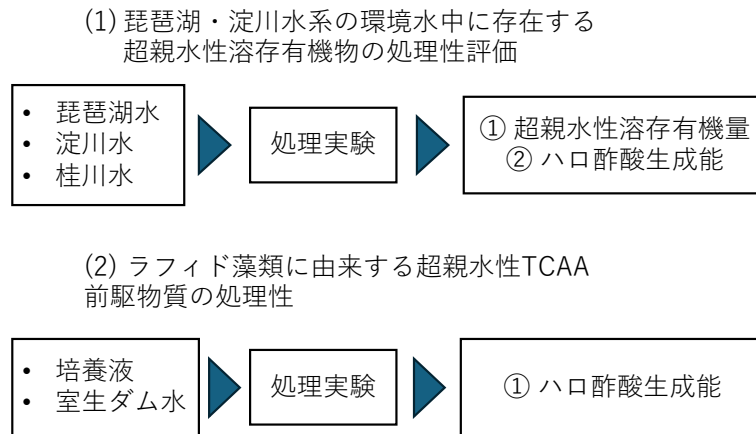 (1) 琵琶湖・淀川水系の環境水中に存在する
超親水性溶存有機物の処理性評価
• 琵琶湖水
• 淀川水
• 桂川水
処理実験
① 超親水性溶存有機量
② ハロ酢酸生成能
(2) ラフィド藻類に由来する超親水性TCAA
前駆物質の処理性
• 培養液
• 室生ダム水
処理実験
① ハロ酢酸生成能